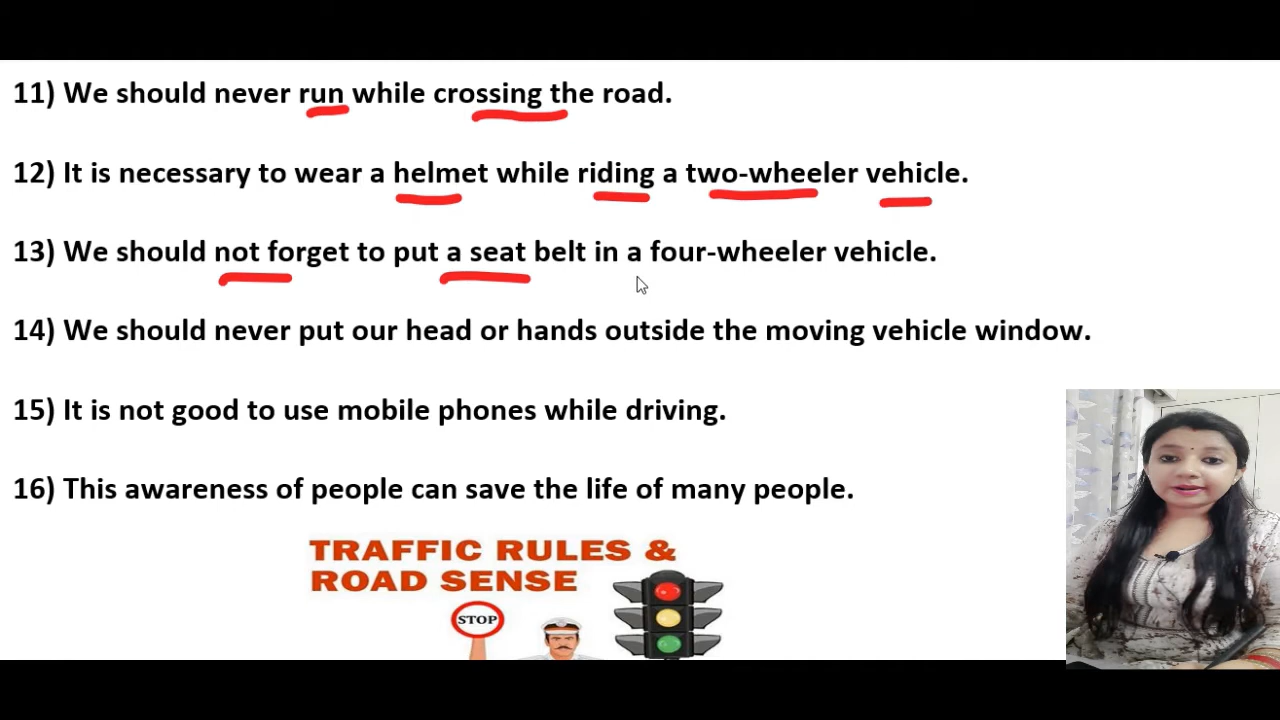 11) We should never run while crossing the road.
12) It is necessary to wear a helmet while riding a two-wheeler vehicle.
13) We should not forget to put a seat belt in a four-wheeler vehicle.
14) We should never put our head or hands outside the moving vehicle window.
15) It is not good to use mobile phones while driving.
16) This awareness of people can save the life of many people.
TRAFFIC RULES &
ROAD SENSE
STOP